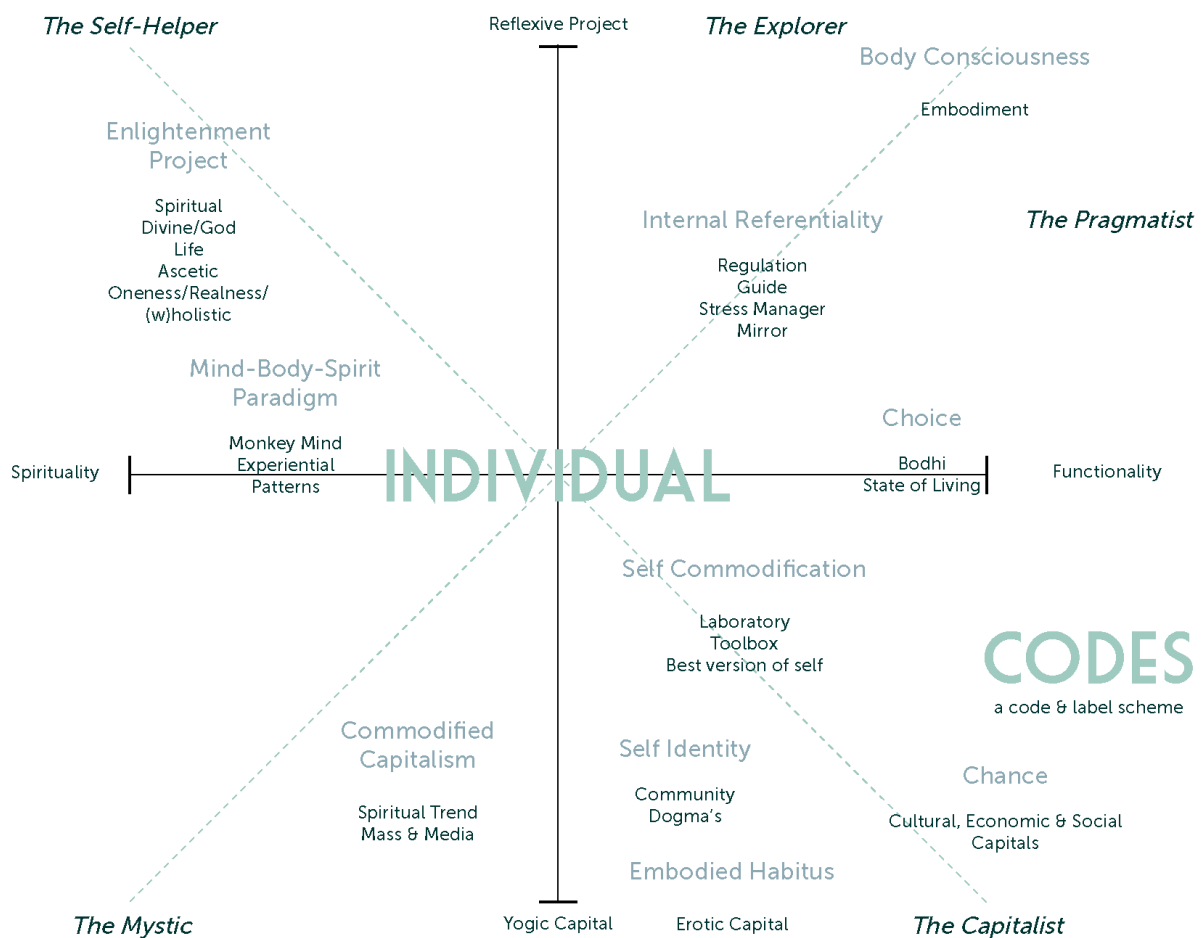 The Self-Helper
Reflexive Project
The Explorer
Body Consciousness
Embodiment
Enlightenment
Project
Spiritual
Divine/God
Life
Ascetic
Oneness/Realness/
(w)holistic
Internal Referentiality
Regulation
Guide
Stress Manager
Mirror
The Pragmatist
Mind-Body-Spirit
Paradigm
Monkey Mind
Experiential
Patterns
Choice
Bodhi
State of Living
Spirituality
INDIVIDUAL
Functionality
Self Commodification
Laboratory
Toolbox
Best version of self
CODES
a code & label scheme
Commodified
Capitalism
Spiritual Trend
Mass & Media
Self Identity
Community
Dogma's
Chance
Cultural, Economic & Social
Capitals
Embodied Habitus
The Mystic
Yogic Capital
Erotic Capital
The Capitalist